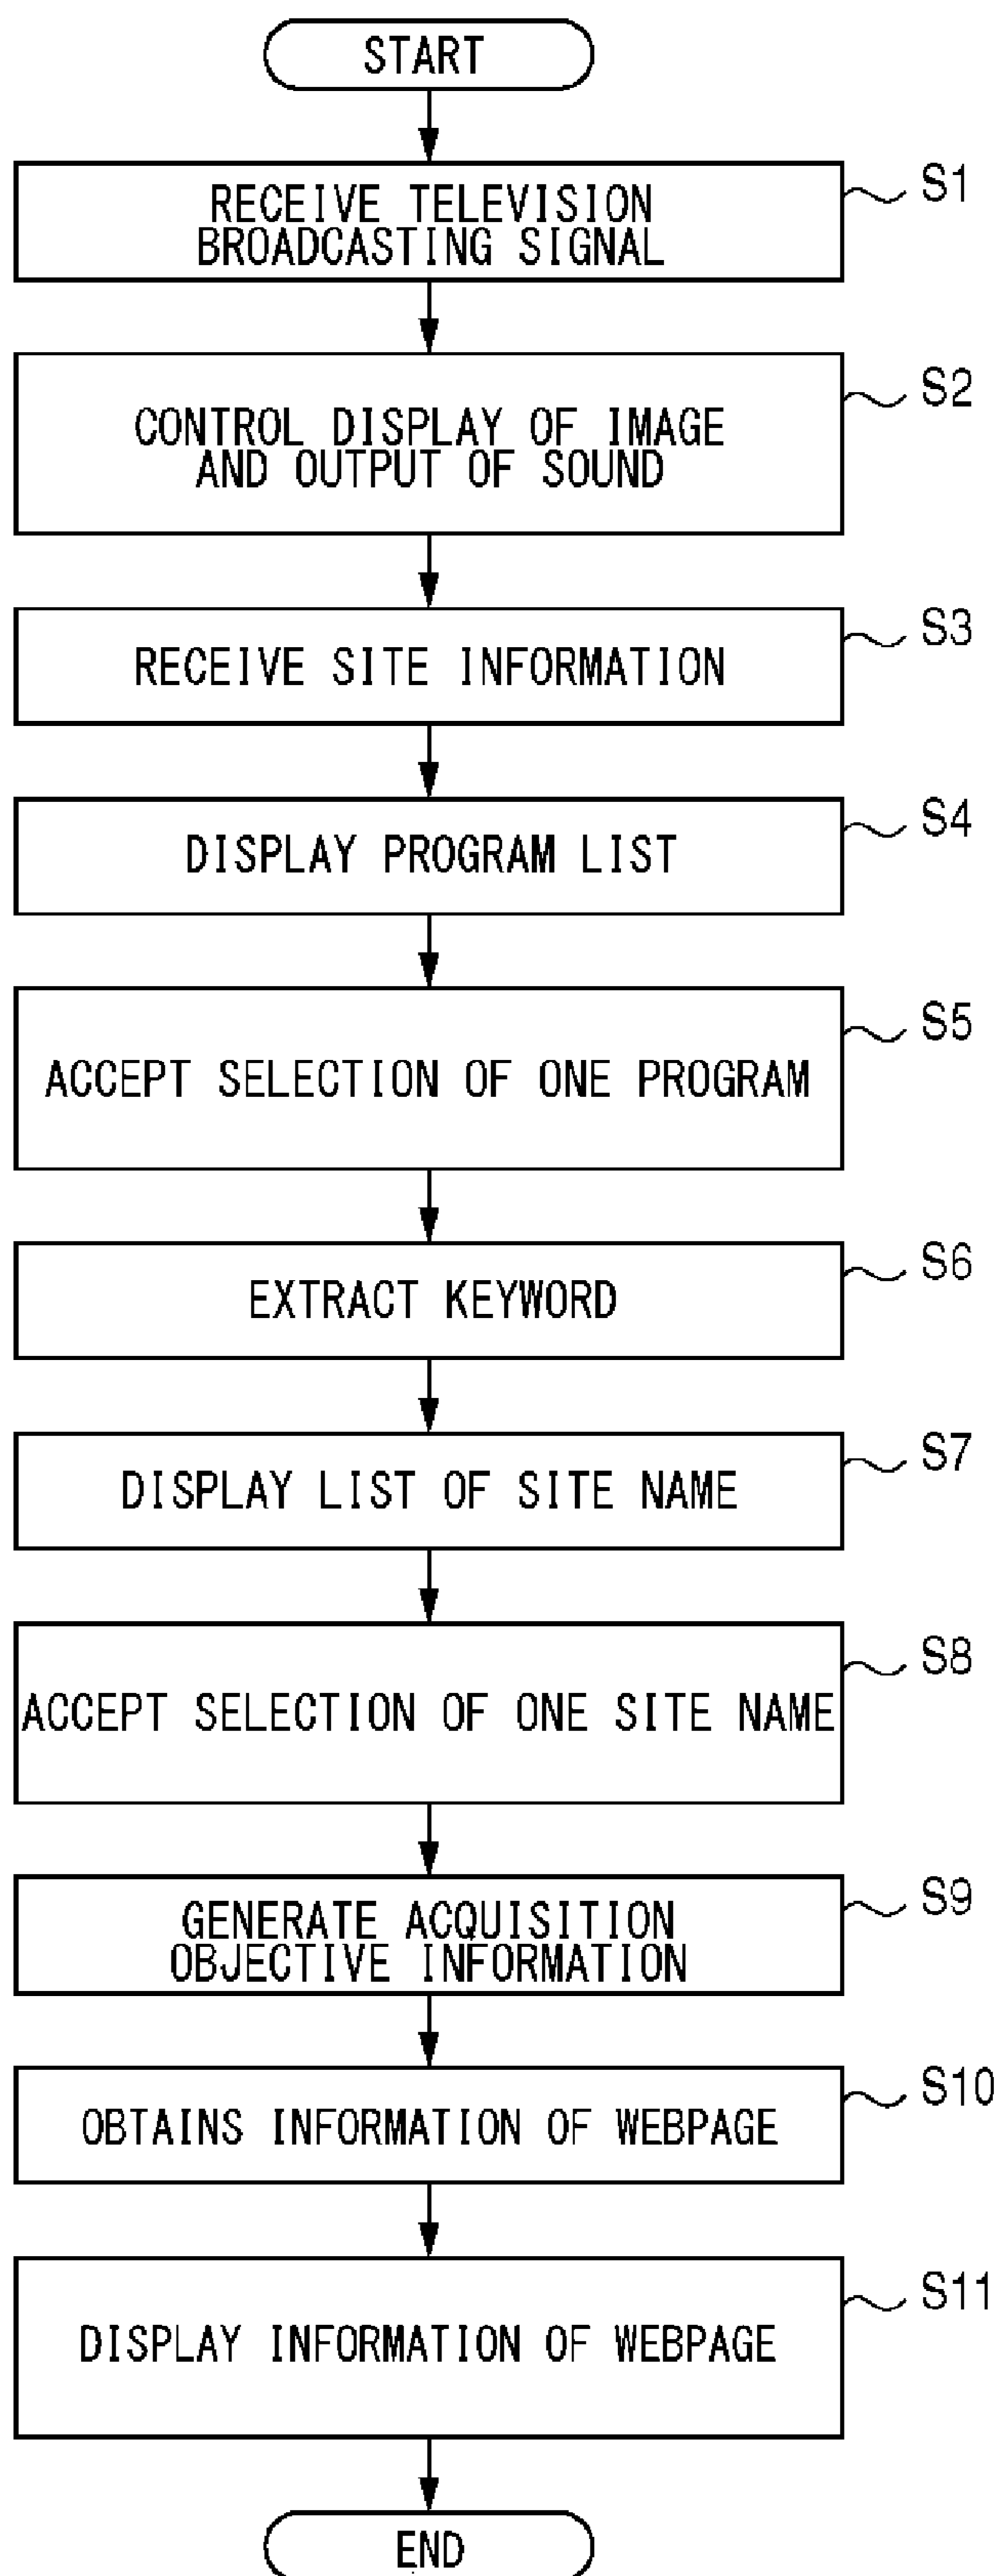 START
RECEIVE TELEVISION
BROADCASTING SIGNAL
S1
CONTROL DISPLAY OF IMAGE
AND OUTPUT OF SOUND
S2
RECEIVE SITE INFORMATION
S3
DISPLAY PROGRAM LIST
S4
ACCEPT SELECTION OF ONE PROGRAM
S5
EXTRACT KEYWORD
S6
DISPLAY LIST OF SITE NAME
S7
ACCEPT SELECTION OF ONE SITE NAME
S8
GENERATE ACQUISITION
OBJECTIVE INFORMATION
S9
OBTAINS INFORMATION OF WEBPAGE
S10
DISPLAY INFORMATION OF WEBPAGE
S11
END